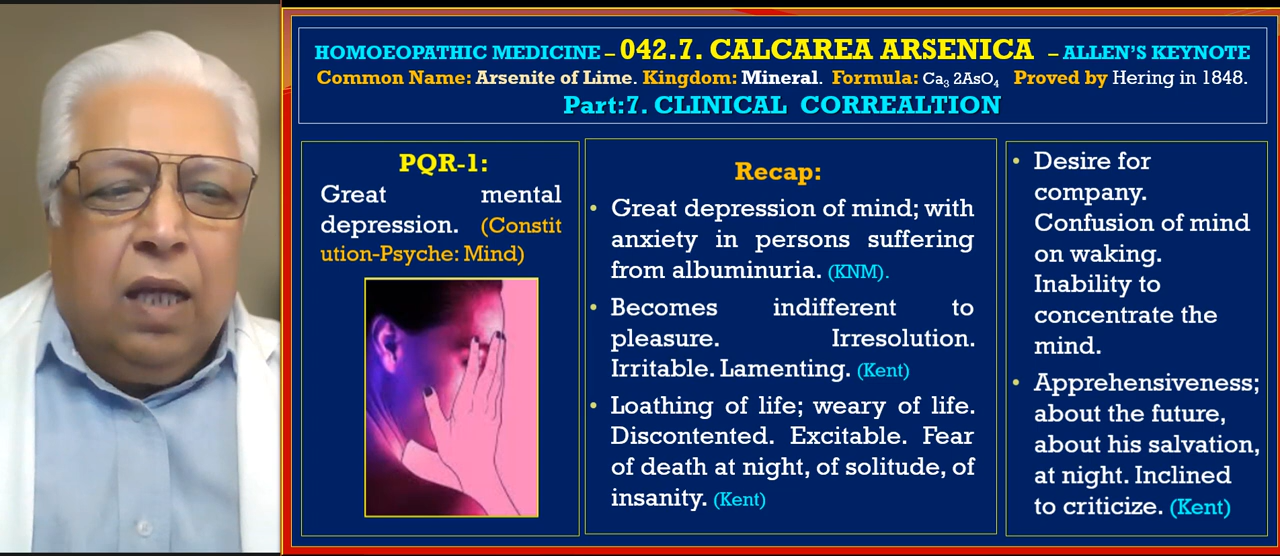 HOMOEOPATHIC MEDICINE – 042.7. CALCAREA ARSENICA – ALLEN'S KEYNOTE
Common Name: Arsenite of Lime. Kingdom: Mineral. Formula: Ca3 2AsO4 Proved by Hering in 1848.
Part:7. CLINICAL CORREALTION
PQR-1:
Great mental
depression. (Constit
ution-Psyche: Mind)
Recap:
• Great depression of mind; with
anxiety in persons suffering
from albuminuria. (KNM).
• Becomes indifferent to
pleasure. Irresolution.
Irritable. Lamenting. (Kent)
• Loathing of life; weary of life.
Discontented. Excitable. Fear
of death at night, of solitude, of
insanity. (Kent)
• Desire for
company.
Confusion of mind
on waking.
Inability to
concentrate the
mind.
• Apprehensiveness;
about the future,
about his salvation,
at night. Inclined
to criticize. (Kent)